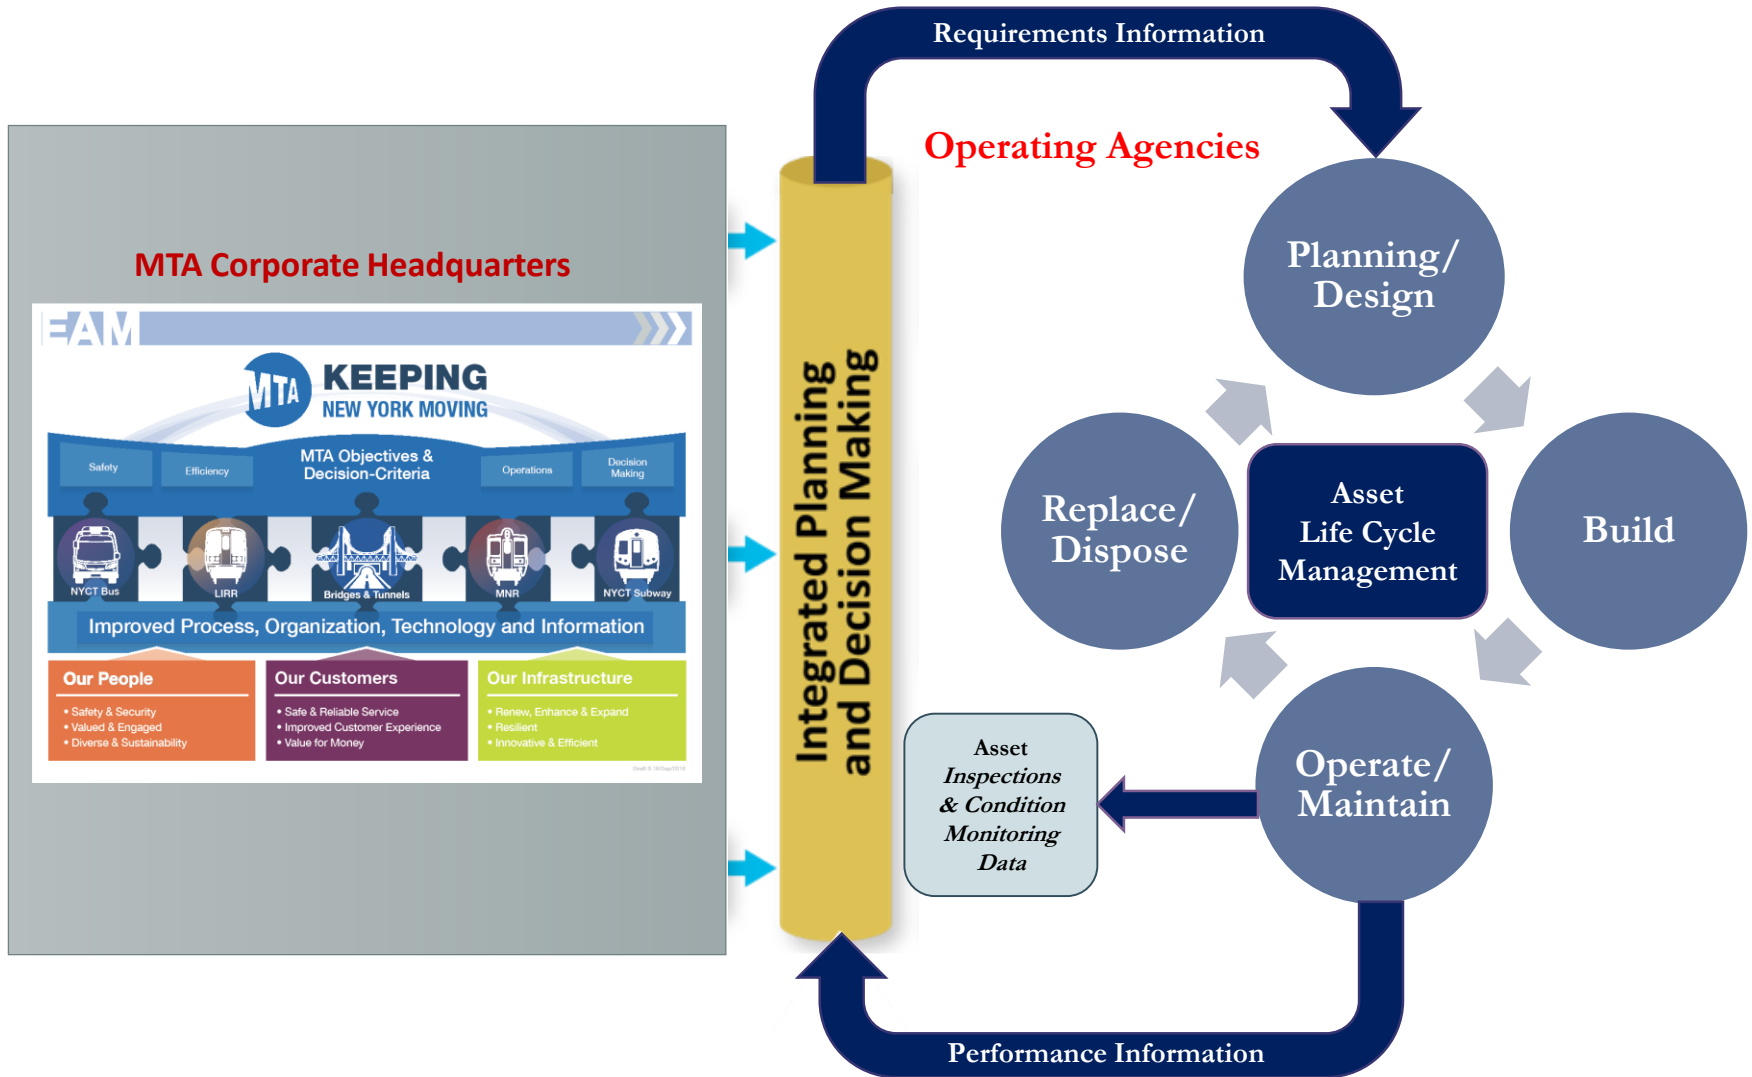 Requirements Information
Operating Agencies
MTA Corporate Headquarters
EAM
MTA
KEEPING
NEW YORK MOVING
Safety
Efficiency
MTA Objectives &
Decision-Criteria
Operations
Decision
Making
NYCT Bus
LIRR
Bridges & Tunnels
MNR
NYCT Subway
Improved Process, Organization, Technology and Information
Our People
• Safety & Security
• Valued & Engaged
• Diverse & Sustainability
Our Customers
• Safe & Reliable Service
• Improved Customer Experience
• Value for Money
Our Infrastructure
• Renew, Enhance & Expand
• Resilient
• Innovative & Efficient
Integrated Planning
and Decision Making
Planning/
Design
Build
Operate/
Maintain
Replace/
Dispose
Asset
Life Cycle
Management
Asset
Inspections
& Condition
Monitoring
Data
Performance Information